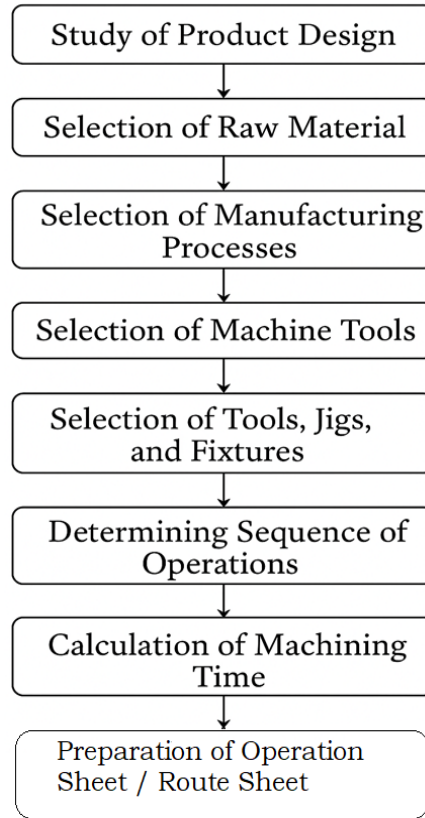 Study of Product Design
Selection of Raw Material
Selection of Manufacturing
Processes
Selection of Machine Tools
Selection of Tools, Jigs,
and Fixtures
Determining Sequence of
Operations
Calculation of Machining
Time
Preparation of Operation
Sheet / Route Sheet